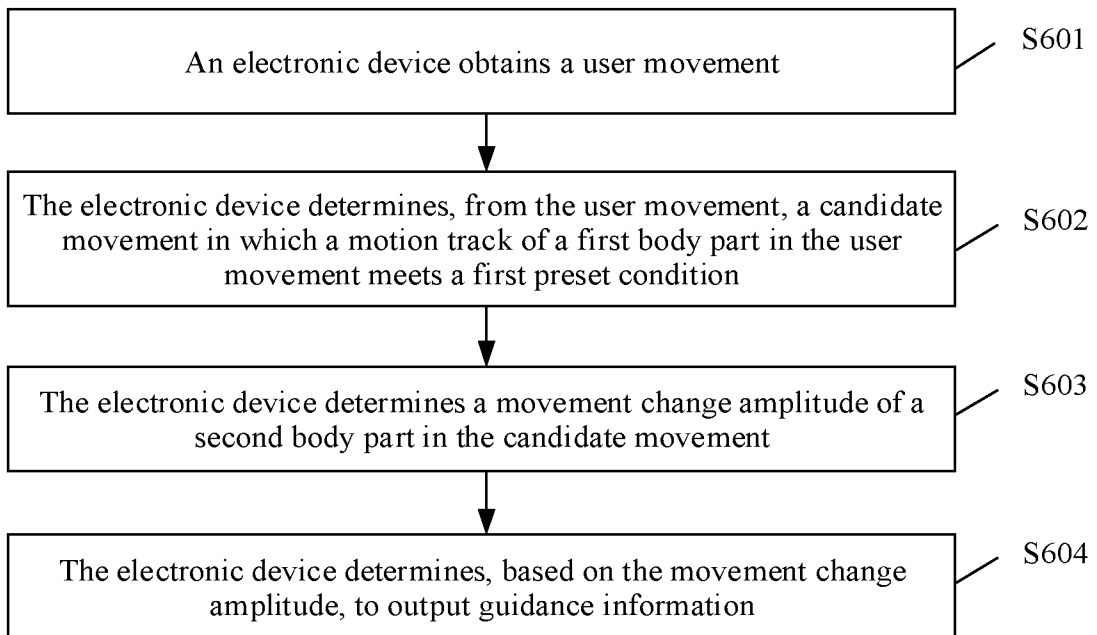 An electronic device obtains a user movement
S601
The electronic device determines, from the user movement, a candidate
movement in which a motion track of a first body part in the user
movement meets a first preset condition
S602
The electronic device determines a movement change amplitude of a
second body part in the candidate movement
S603
The electronic device determines, based on the movement change
amplitude, to output guidance information
S604